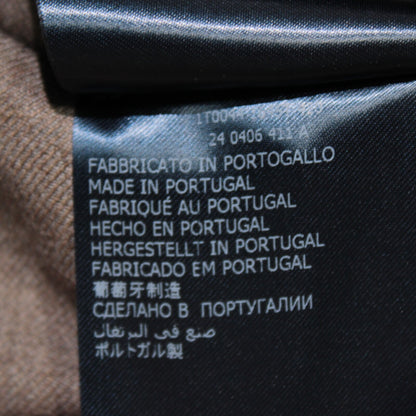 24 0406 411 A
FABBRICATO IN PORTOGALLO
MADE IN PORTUGAL
FABRIQUÉ AU PORTUGAL
HECHO EN PORTUGAL
HERGESTELLT IN PORTUGAL
FABRICADO EM PORTUGAL
葡萄牙制造
СДЕЛАНО В ПОРТУГАЛИИ
صنع في البرتغال
ポルトガル製